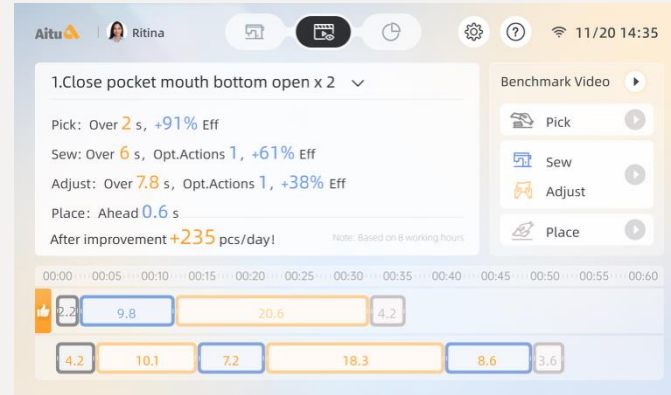 Aitu
Ritina
11/20 14:35
1.Close pocket mouth bottom open x 2
Pick: Over 2 s, +91% Eff
Sew: Over 6 s, Opt.Actions 1, +61% Eff
Adjust: Over 7.8 s, Opt.Actions 1, +38% Eff
Place: Ahead 0.6 s
After improvement +235 pcs/day!
Note: Based on 8 working hours
Benchmark Video
Pick
Sew
Adjust
Place
00:00 00:05 00:10 00:15 00:20 00:25 00:30 00:35 00:40 00:45 00:50 00:55 00:60
2.2 9.8 20.6 4.2
4.2 10.1 7.2 18.3 8.6 3.6